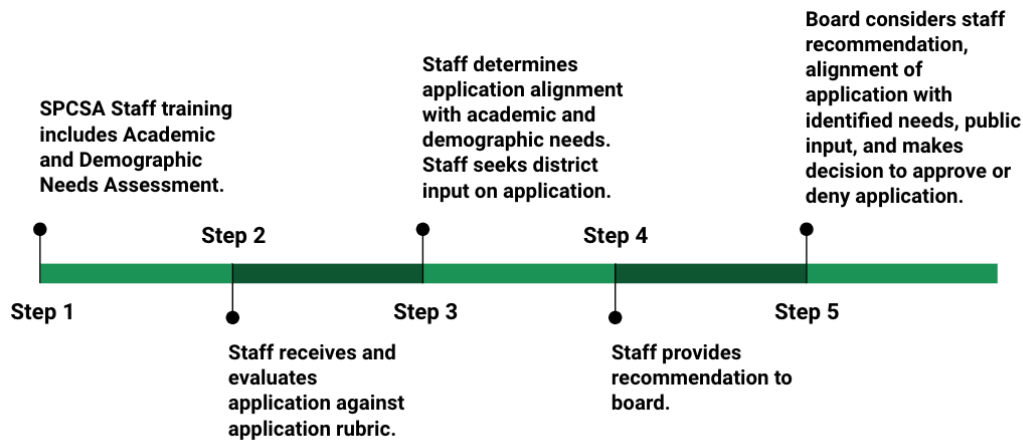 SPCSA Staff training
includes Academic
and Demographic
Needs Assessment.
Step 1
Step 2
Staff receives and
evaluates
application against
application rubric.
Staff determines
application alignment
with academic and
demographic needs.
Staff seeks district
input on application.
Step 3
Step 4
Staff provides
recommendation to
board.
Board considers staff
recommendation,
alignment of
application with
identified needs, public
input, and makes
decision to approve or
deny application.
Step 5